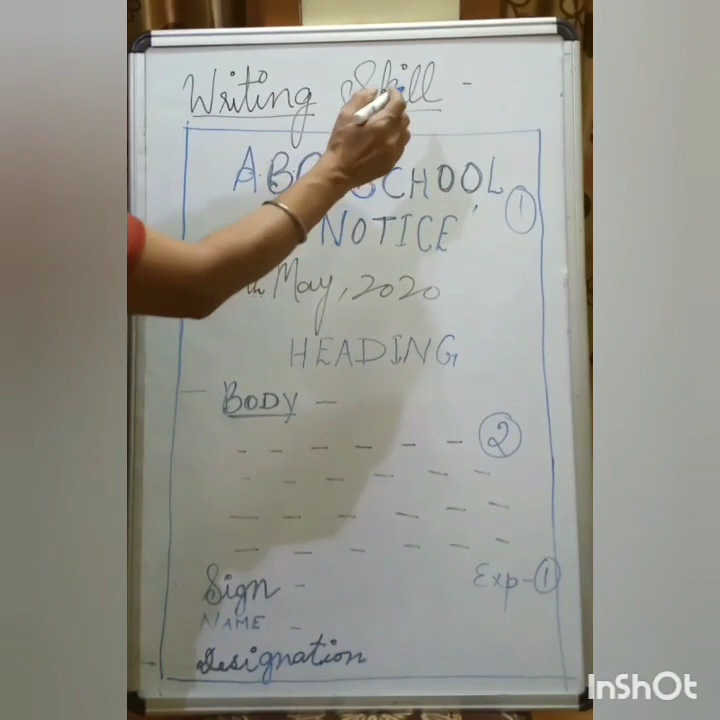 Writing Skill -
SCHOOL
NOTICE'
1
May, 2020
HEADING
BODY -
2
Sign -
Exp-1
NAME -
Designation
InShOt